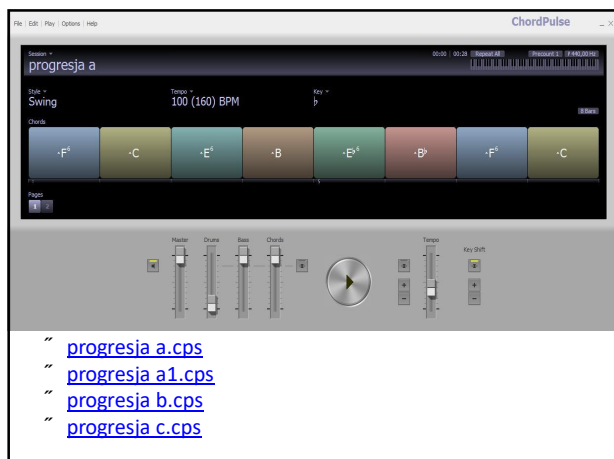 File | Edit | Play | Options | Help
ChordPulse
Session
00:00 | 00:28 Repeat All Precount 1 440,00 Hz
progresja a
Style Tempo Key
Swing 100 (160) BPM ♭
8 Bars
Chords
·F⁶ ·C ·E⁶ ·B ·E♭⁶ ·B♭ ·F⁶ ·C
Pages
1 2
Master Drums Bass Chords Tempo
Key Shift
progresja a.cps
progresja a1.cps
progresja b.cps
progresja c.cps